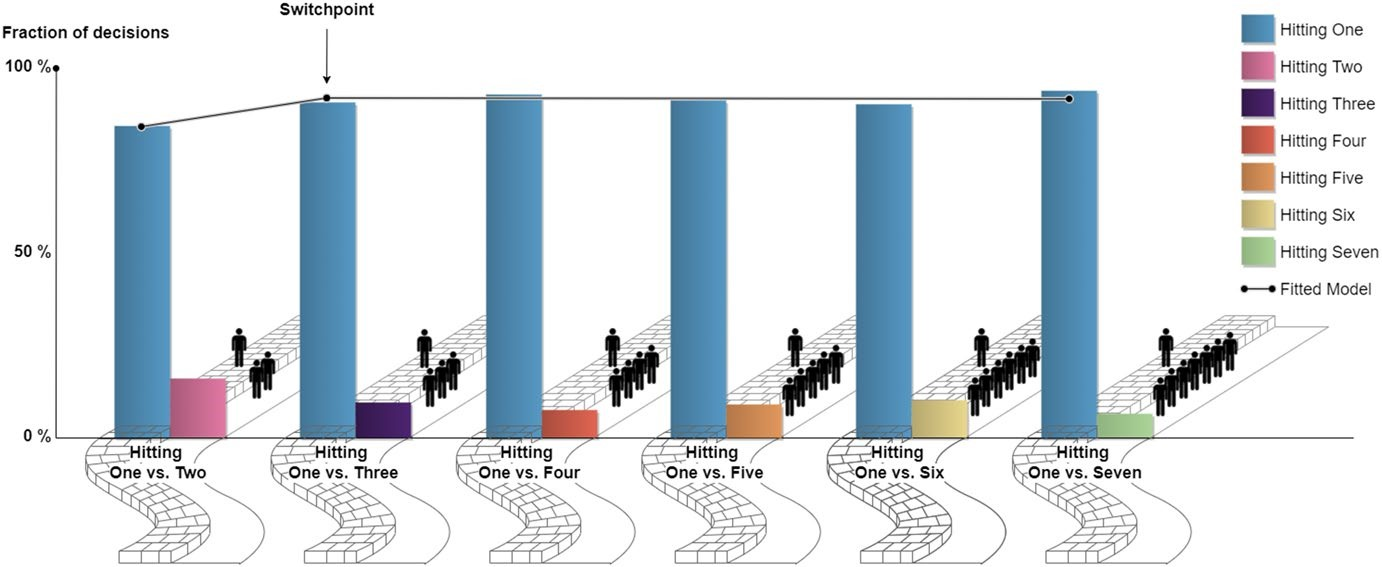 Switchpoint
Fraction of decisions
100 %
50 %
0 %
Hitting
One vs. Two
Hitting
One vs. Three
Hitting
One vs. Four
Hitting
One vs. Five
Hitting
One vs. Six
Hitting
One vs. Seven
Hitting One
Hitting Two
Hitting Three
Hitting Four
Hitting Five
Hitting Six
Hitting Seven
Fitted Model